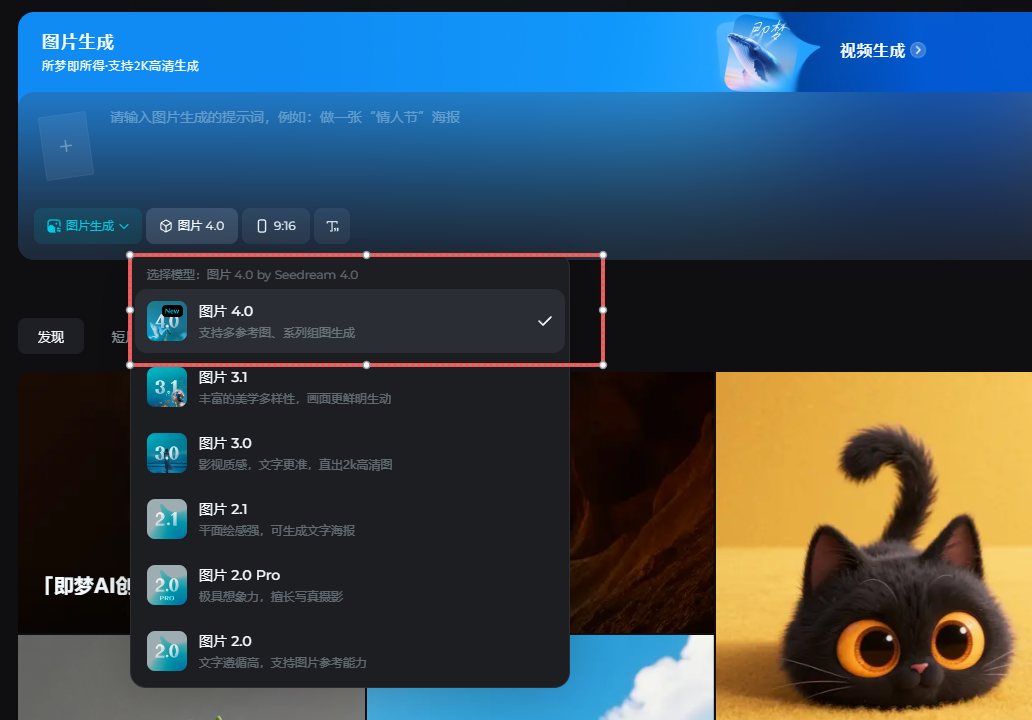 图片生成
所梦即所得·支持2K高清生成
即梦
视频生成
请输入图片生成的提示词，例如：做一张“情人节”海报
图片生成
图片 4.0
9:16
选择模型：图片 4.0 by Seedream 4.0
New
4.0
图片 4.0
支持多参考图、系列组图生成
发现
短
3.1
图片 3.1
丰富的美学多样性，画面更鲜明生动
3.0
图片 3.0
影视质感，文字更准，直出2k高清图
2.1
图片 2.1
平面绘感强，可生成文字海报
「即梦AI创
2.0
PRO
图片 2.0 Pro
极具想象力，擅长写真摄影
2.0
图片 2.0
文字遵循高，支持图片参考能力